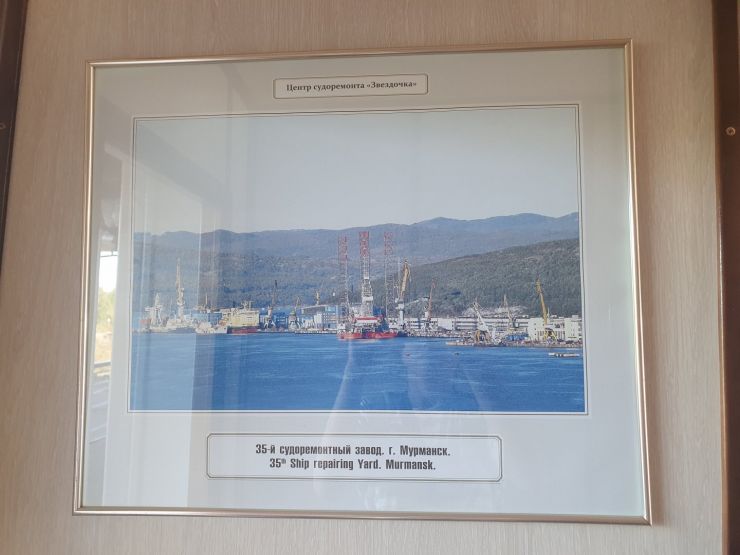 Центр судоремонта «Звездочка»
35-й судоремонтный завод. г. Мурманск.
35th Ship repairing Yard. Murmansk.